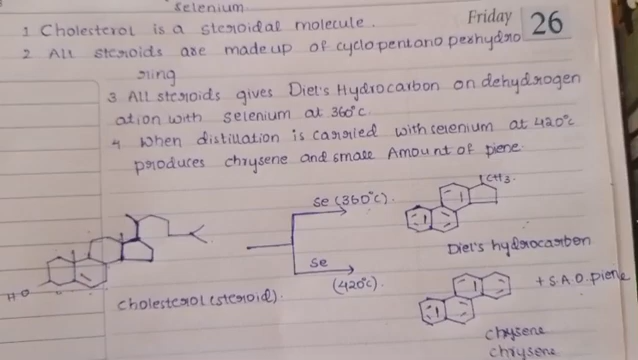 selenium
Friday 26
1 Cholesterol is a steroidal molecule.
2 All steroids are made up of cyclopentano perhydro
ring
3 All steroids gives Diel's Hydrocarbon on dehydrogen
ation with selenium at 360°c.
4 when distillation is carried with selenium at 420°c
produces chrysene and small Amount of piene.
Se (360°c).
CH3.
Diel's hydrocarbon
HO
cholesterol (steroid).
Se
(420°c).
+ S.A.O. piene
chysene
chrysene